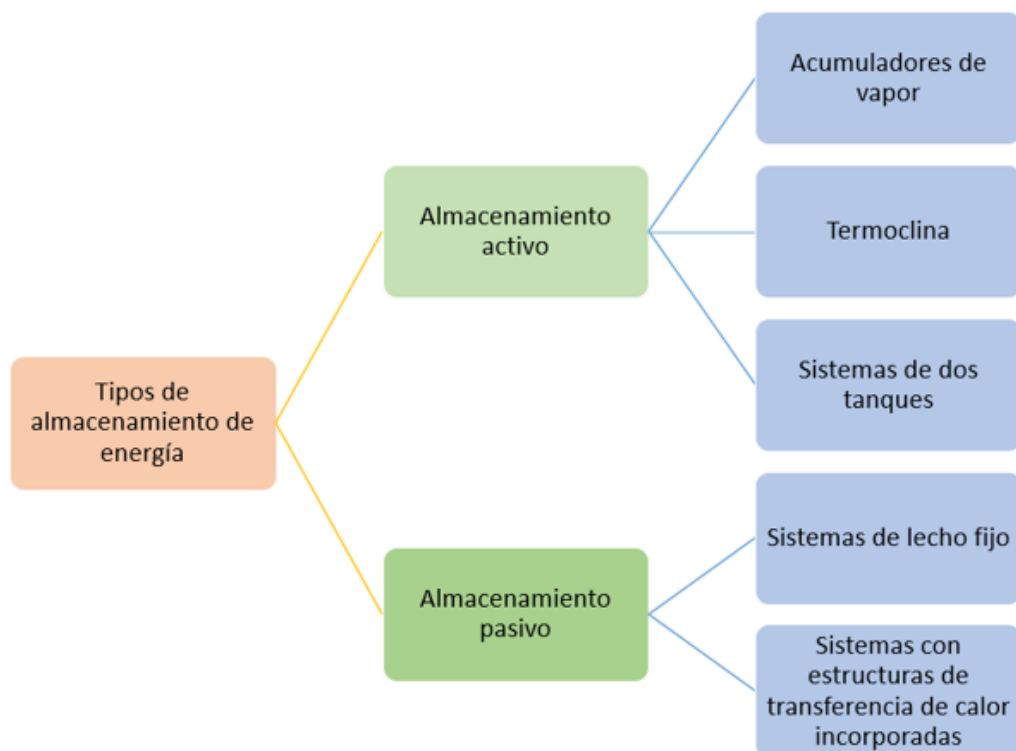 Tipos de
almacenamiento de
energía
Almacenamiento
activo
Acumuladores de
vapor
Termoclina
Sistemas de dos
tanques
Almacenamiento
pasivo
Sistemas de lecho fijo
Sistemas con
estructuras de
transferencia de calor
incorporadas